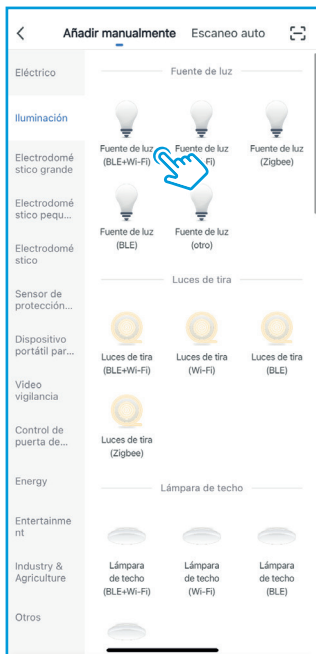 Añadir manualmente Escaneo auto
Eléctrico
Iluminación
Electrodomé
stico grande
Electrodomé
stico pequ...
Electrodomé
stico
Sensor de
protección...
Dispositivo
portátil par...
Video
vigilancia
Control de
puerta de...
Energy
Entertainme
nt
Industry &
Agriculture
Otros
Fuente de luz
Fuente de luz Fuente de luz Fuente de luz
(BLE+Wi-Fi) Fi) (Zigbee)
Fuente de luz Fuente de luz
(BLE) (otro)
Luces de tira
Luces de tira Luces de tira Luces de tira
(BLE+Wi-Fi) (Wi-Fi) (BLE)
Luces de tira
(Zigbee)
Lámpara de techo
Lámpara Lámpara Lámpara
de techo de techo de techo
(BLE+Wi-Fi) (Wi-Fi) (BLE)